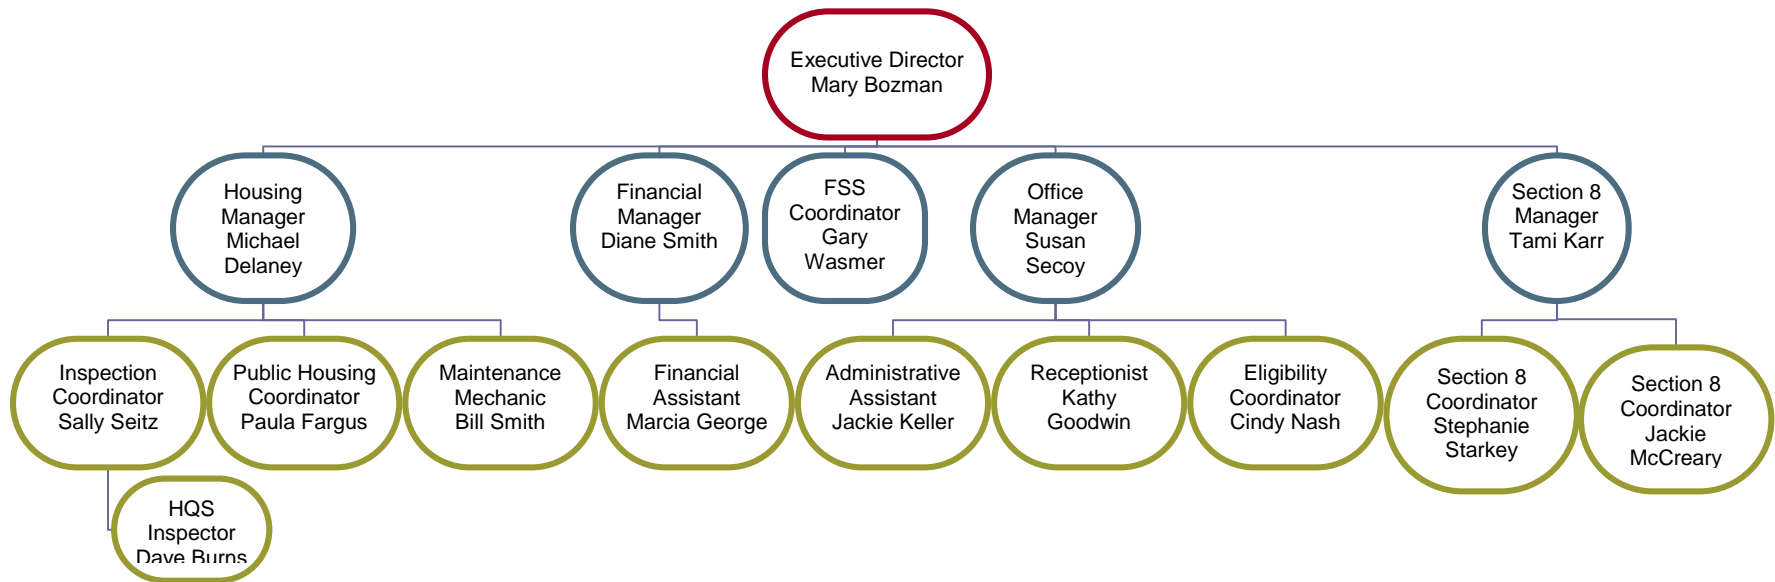 Executive Director
Mary Bozman
Housing
Manager
Michael
Delaney
Financial
Manager
Diane Smith
FSS
Coordinator
Gary
Wasmer
Office
Manager
Susan
Secoy
Section 8
Manager
Tami Karr
Inspection
Coordinator
Sally Seitz
Public Housing
Coordinator
Paula Fargus
Maintenance
Mechanic
Bill Smith
Financial
Assistant
Marcia George
Administrative
Assistant
Jackie Keller
Receptionist
Kathy
Goodwin
Eligibility
Coordinator
Cindy Nash
Section 8
Coordinator
Stephanie
Starkey
Section 8
Coordinator
Jackie
McCreary
HQS
Inspector
Dave Burns